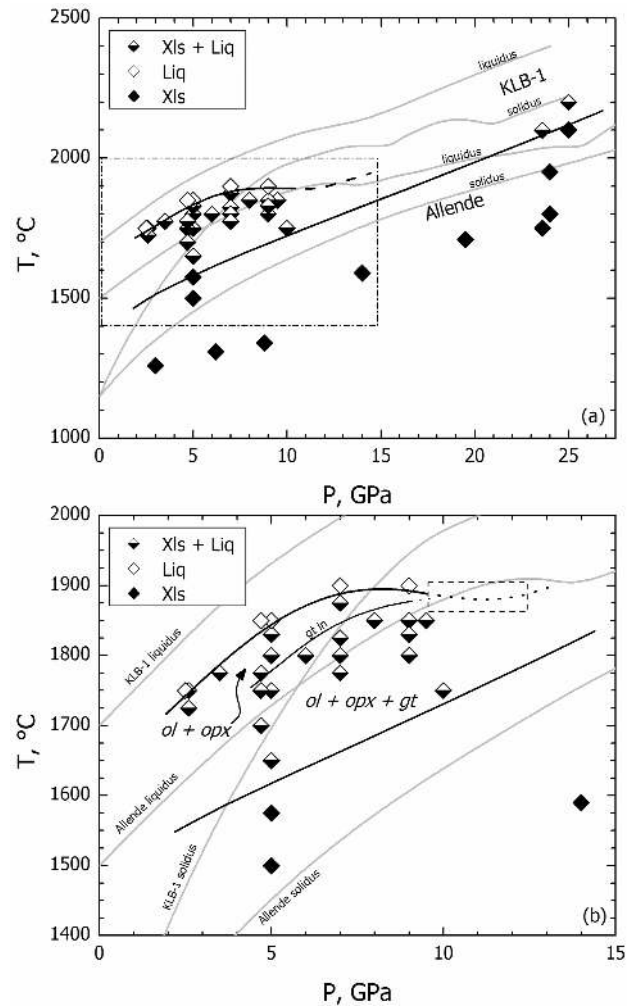 2500
2000
1500
1000
T, °C
Xls + Liq
Liq
Xls
liquidus
KLB-1
solidus
liquidus
solidus
Allende
(a)
0
5
10
15
20
25
P, GPa
2000
1900
1800
1700
1600
1500
1400
T, °C
Xls + Liq
Liq
Xls
KLB-1 liquidus
gt in
ol + opx
ol + opx + gt
Allende liquidus
KLB-1 solidus
Allende solidus
(b)
0
5
10
15
P, GPa